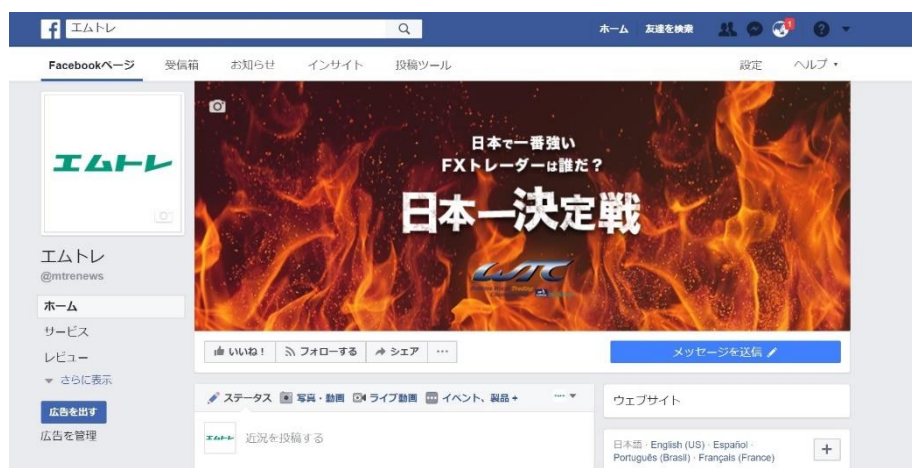 エムトレ
ホーム 友達を検索
1
Facebookページ 受信箱 お知らせ インサイト 投稿ツール 設定 ヘルプ
日本で一番強い
FXトレーダーは誰だ？
日本一決定戦
WTC
エムトレ
エムトレ
@mtrenews
ホーム
サービス
レビュー
さらに表示
広告を出す
広告を管理
いいね！ フォローする シェア …
メッセージを送信
ステータス 写真・動画 ライブ動画 イベント、製品 +
エムトレ 近況を投稿する
ウェブサイト
日本語 · English (US) · Español ·
Português (Brasil) · Français (France)
+